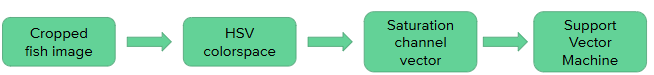 Cropped
fish image
HSV
colorspace
Saturation
channel
vector
Support
Vector
Machine